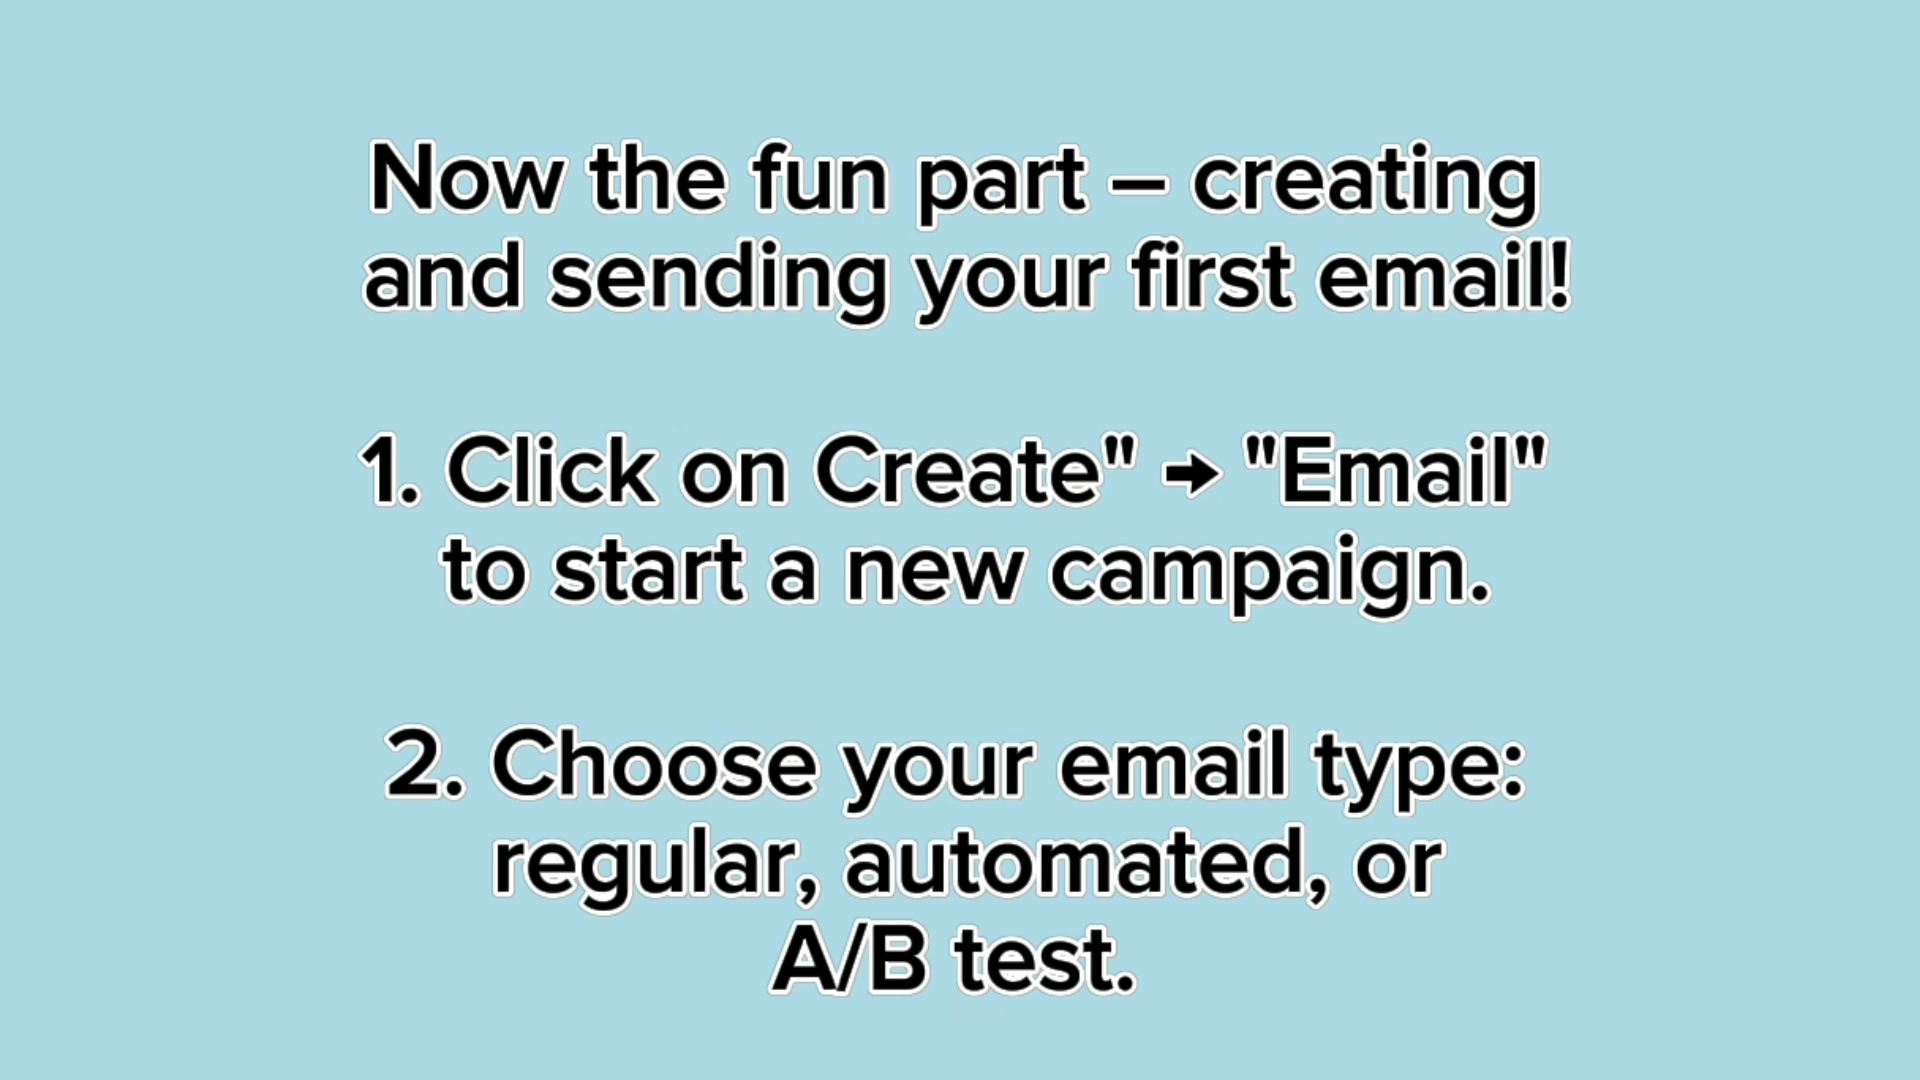 Now the fun part – creating
and sending your first email!
1. Click on Create" → "Email"
to start a new campaign.
2. Choose your email type:
regular, automated, or
A/B test.